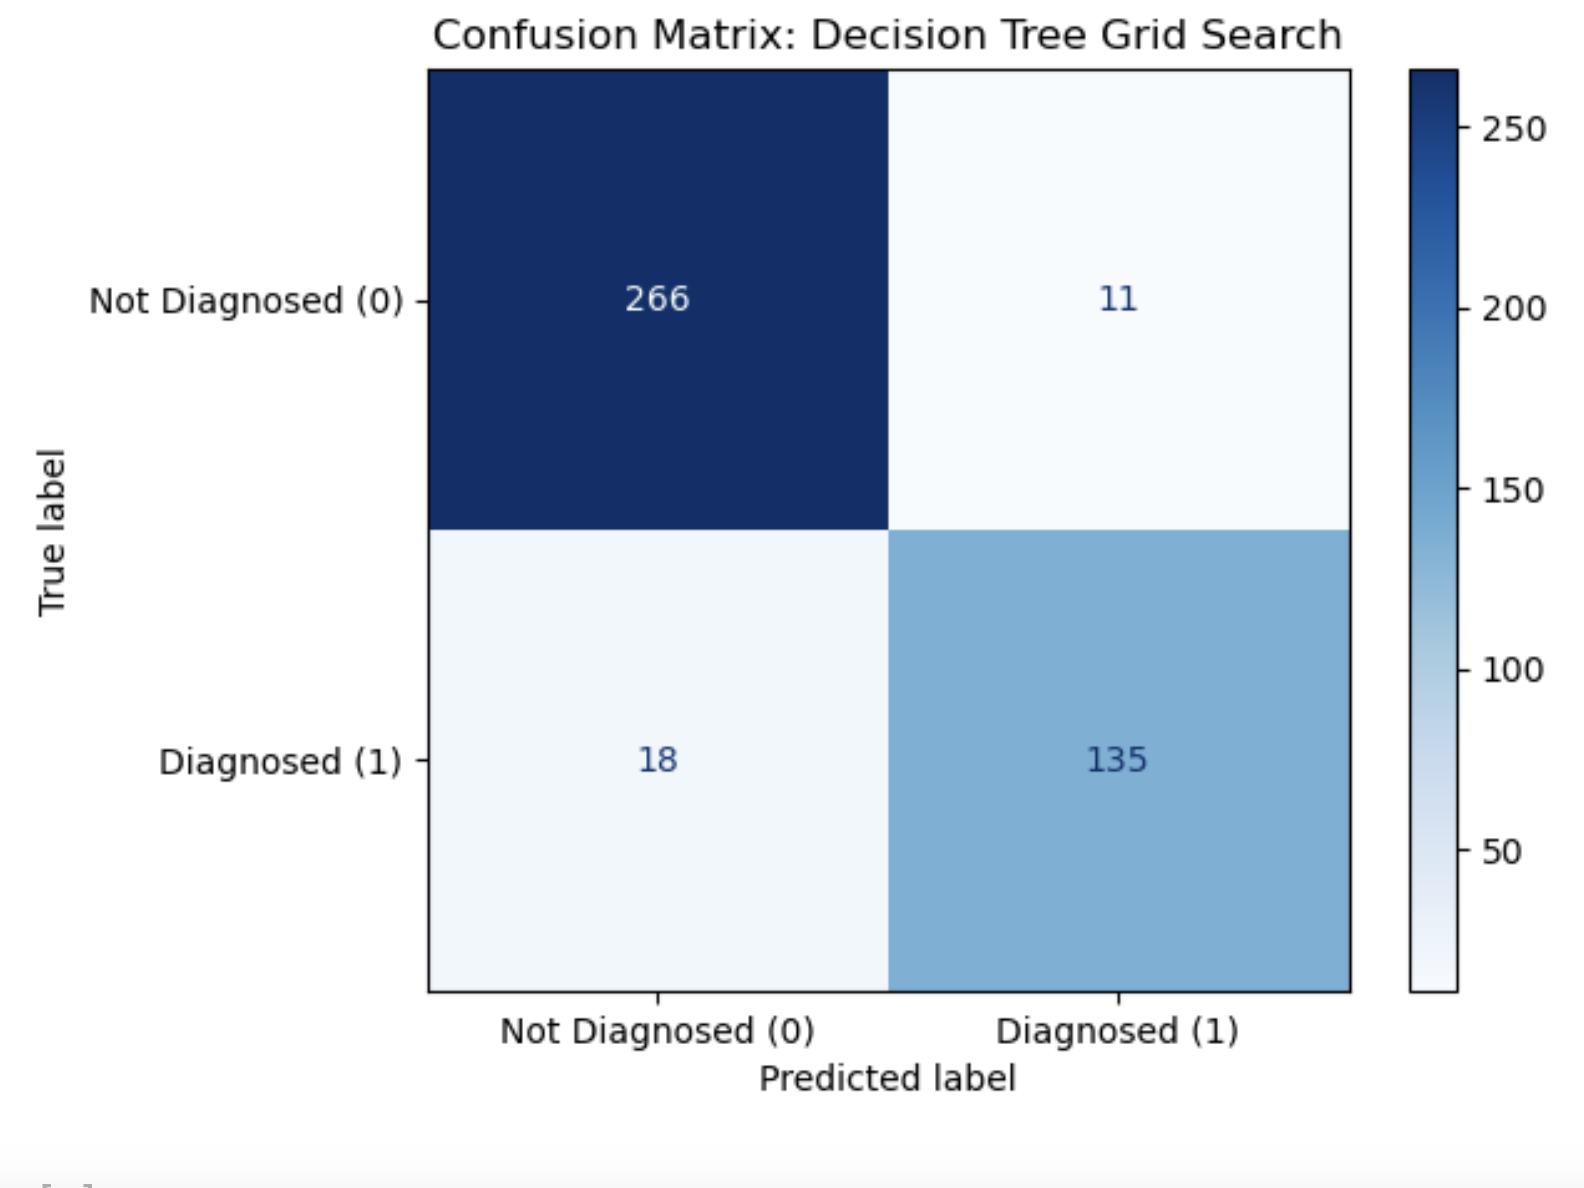 Confusion Matrix: Decision Tree Grid Search
250
200
150
100
50
True label
Not Diagnosed (0)
266
11
Diagnosed (1)
18
135
Not Diagnosed (0)
Diagnosed (1)
Predicted label